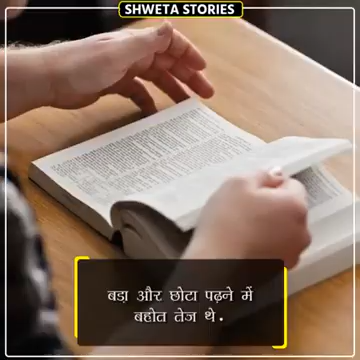 SHWETA STORIES
बड़ा और छोटा पढ़ने में
बहोत तेज थे.